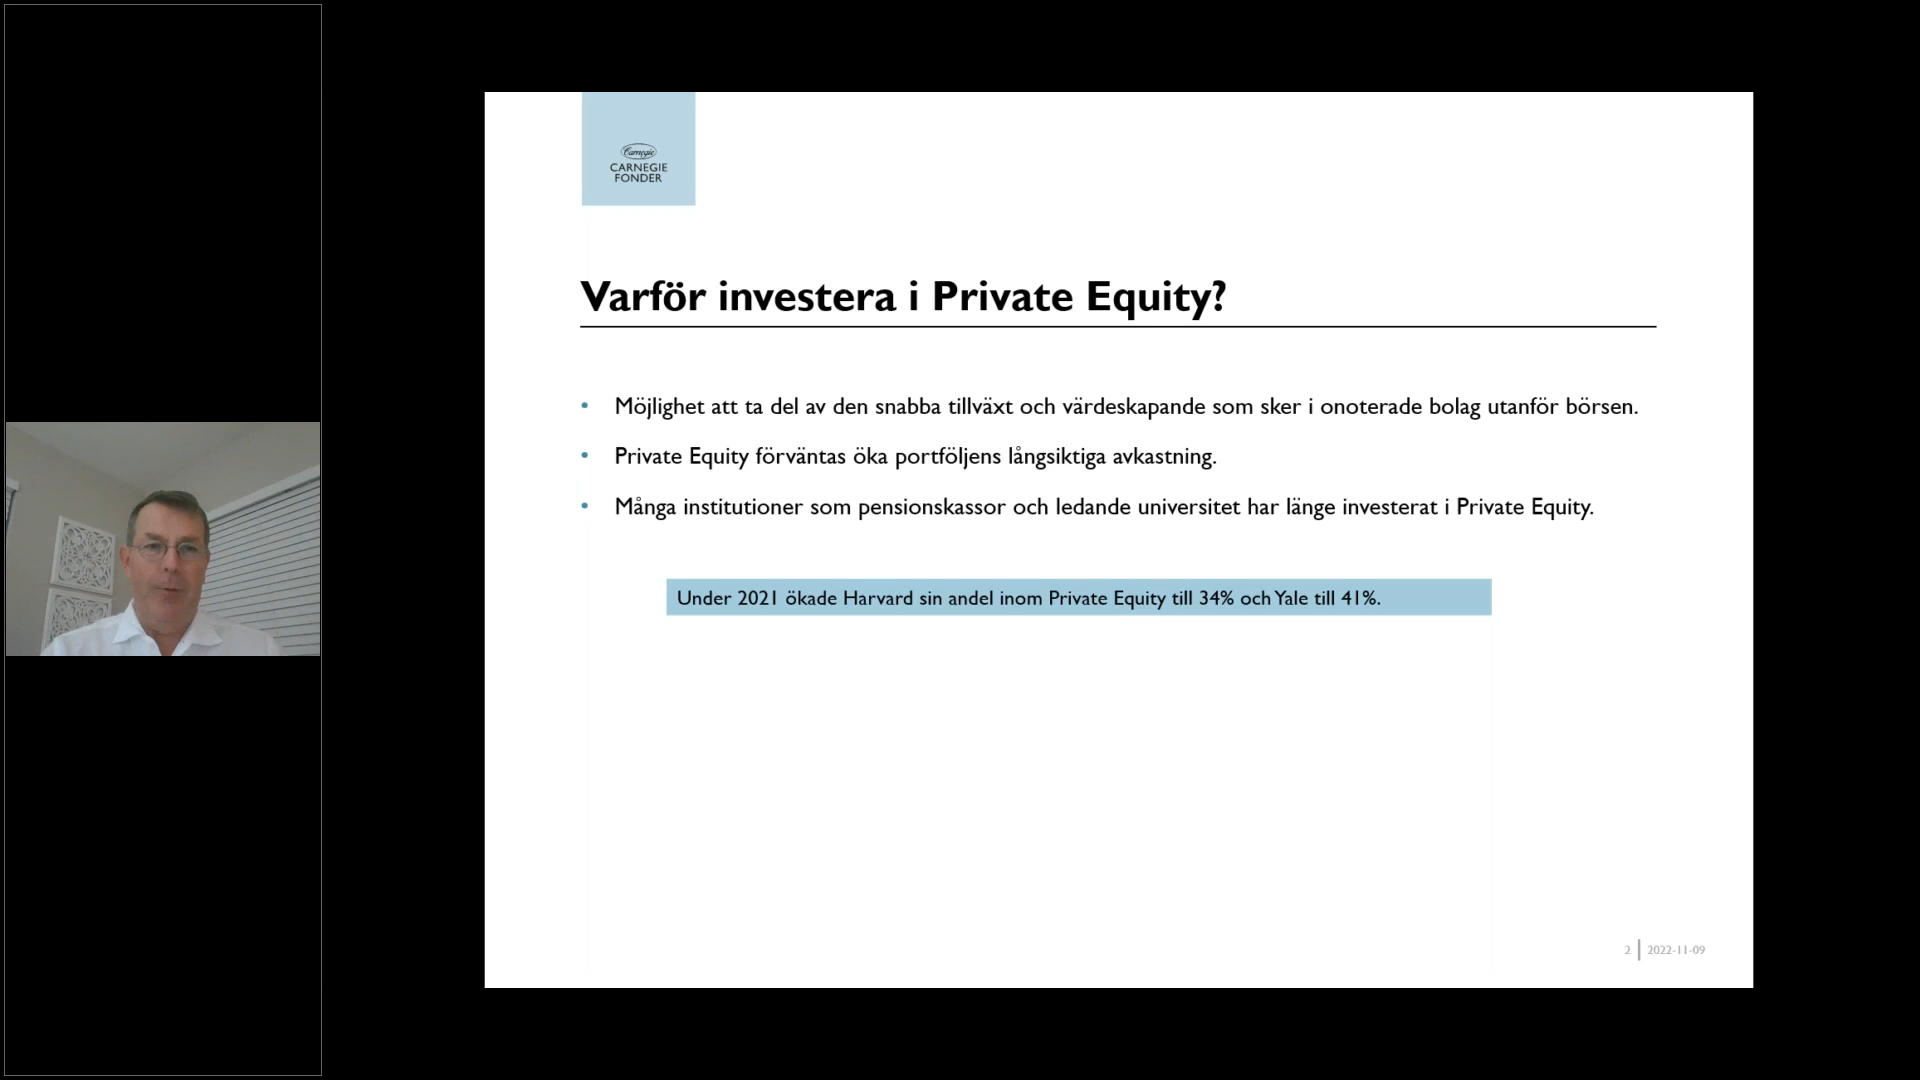 Carnegie
CARNEGIE
FONDER
Varför investera i Private Equity?
• Möjlighet att ta del av den snabba tillväxt och värdeskapande som sker i onoterade bolag utanför börsen.
• Private Equity förväntas öka portföljens långsiktiga avkastning.
• Många institutioner som pensionskassor och ledande universitet har länge investerat i Private Equity.
Under 2021 ökade Harvard sin andel inom Private Equity till 34% och Yale till 41%.
2 | 2022-11-09